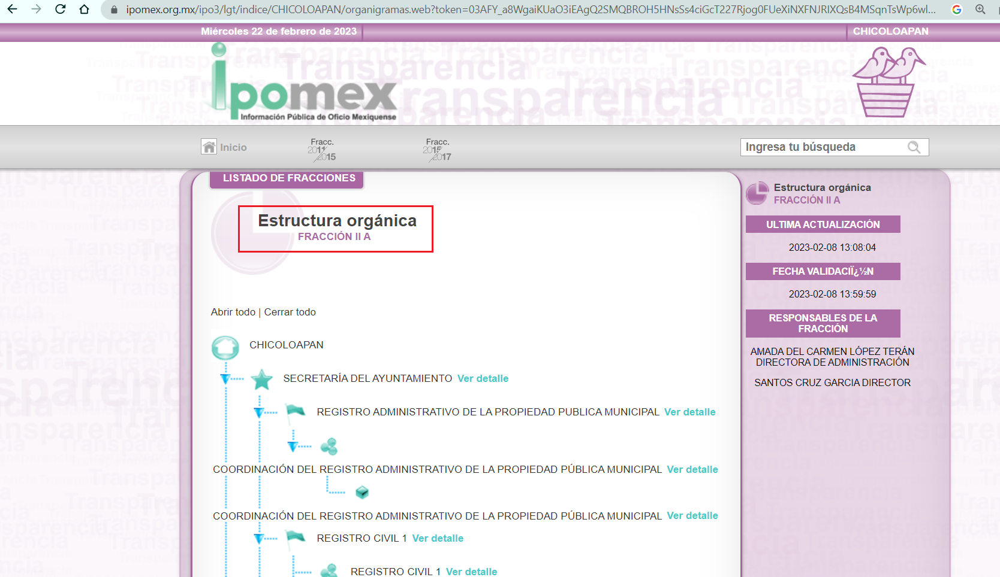 ipomex.org.mx/ipo3/lgt/indice/CHICOLOAPAN/organigramas.web?token=03AFY_a8WgaiKUaO3iEAgQ2SMQBROH5HNsSs4ciGcT227Rjog0FUeXiNXFNJRIXQsB4MSqnTsWp6wl...
Miércoles 22 de febrero de 2023
CHICOLOAPAN
Transparencia
ipomex
Información Pública de Oficio Mexiquense
Inicio
Fracc.
2011/2015
Fracc.
2015/2017
Ingresa tu búsqueda
LISTADO DE FRACCIONES
Estructura orgánica
FRACCIÓN II A
Abrir todo | Cerrar todo
CHICOLOAPAN
SECRETARÍA DEL AYUNTAMIENTO Ver detalle
REGISTRO ADMINISTRATIVO DE LA PROPIEDAD PUBLICA MUNICIPAL Ver detalle
COORDINACIÓN DEL REGISTRO ADMINISTRATIVO DE LA PROPIEDAD PÚBLICA MUNICIPAL Ver detalle
COORDINACIÓN DEL REGISTRO ADMINISTRATIVO DE LA PROPIEDAD PÚBLICA MUNICIPAL Ver detalle
REGISTRO CIVIL 1 Ver detalle
REGISTRO CIVIL 1 Ver detalle
Estructura orgánica
FRACCIÓN II A
ULTIMA ACTUALIZACIÓN
2023-02-08 13:08:04
FECHA VALIDACIÏ¿½N
2023-02-08 13:59:59
RESPONSABLES DE LA
FRACCIÓN
AMADA DEL CARMEN LÓPEZ TERÁN
DIRECTORA DE ADMINISTRACIÓN
SANTOS CRUZ GARCIA DIRECTOR